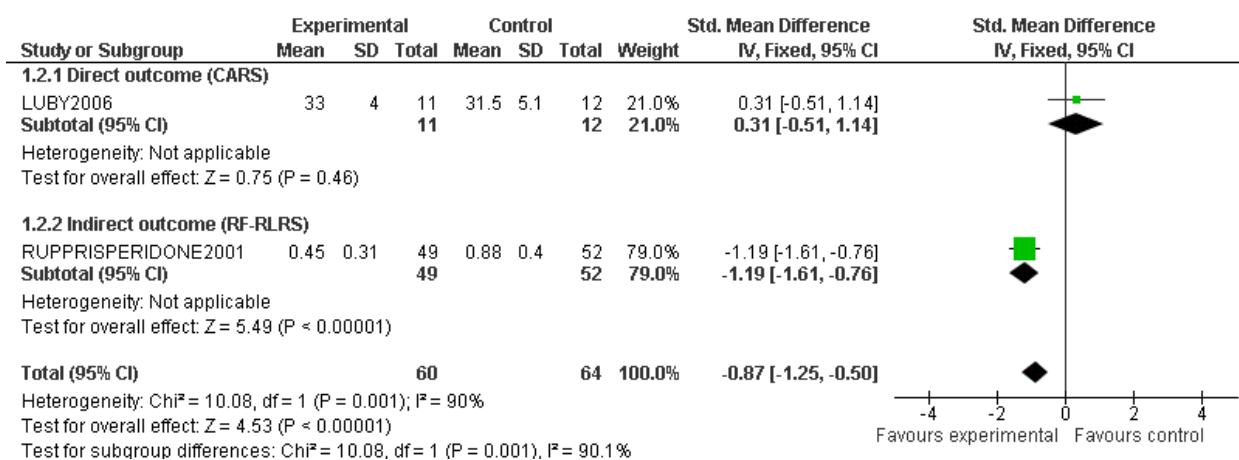 Experimental Control Std. Mean Difference Std. Mean Difference
Study or Subgroup Mean SD Total Mean SD Total Weight IV, Fixed, 95% CI IV, Fixed, 95% CI
1.2.1 Direct outcome (CARS)
LUBY2006 33 4 11 31.5 5.1 12 21.0% 0.31 [-0.51, 1.14]
Subtotal (95% CI) 11 12 21.0% 0.31 [-0.51, 1.14]
Heterogeneity: Not applicable
Test for overall effect: Z = 0.75 (P = 0.46)
1.2.2 Indirect outcome (RF-RLRS)
RUPPRISPERIDONE2001 0.45 0.31 49 0.88 0.4 52 79.0% -1.19 [-1.61, -0.76]
Subtotal (95% CI) 49 52 79.0% -1.19 [-1.61, -0.76]
Heterogeneity: Not applicable
Test for overall effect: Z = 5.49 (P < 0.00001)
Total (95% CI) 60 64 100.0% -0.87 [-1.25, -0.50]
Heterogeneity: Chi² = 10.08, df = 1 (P = 0.001); I² = 90%
Test for overall effect: Z = 4.53 (P < 0.00001)
Test for subgroup differences: Chi² = 10.08, df = 1 (P = 0.001), I² = 90.1%
-4 -2 0 2 4
Favours experimental Favours control